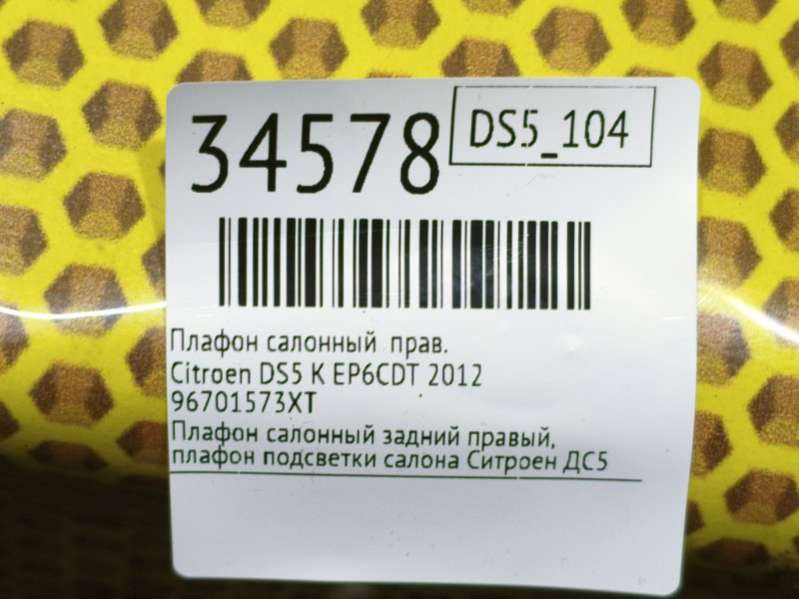 34578
DS5_104
Плафон салонный прав.
Citroen DS5 K EP6CDT 2012
96701573XT
Плафон салонный задний правый,
плафон подсветки салона Ситроен ДС5